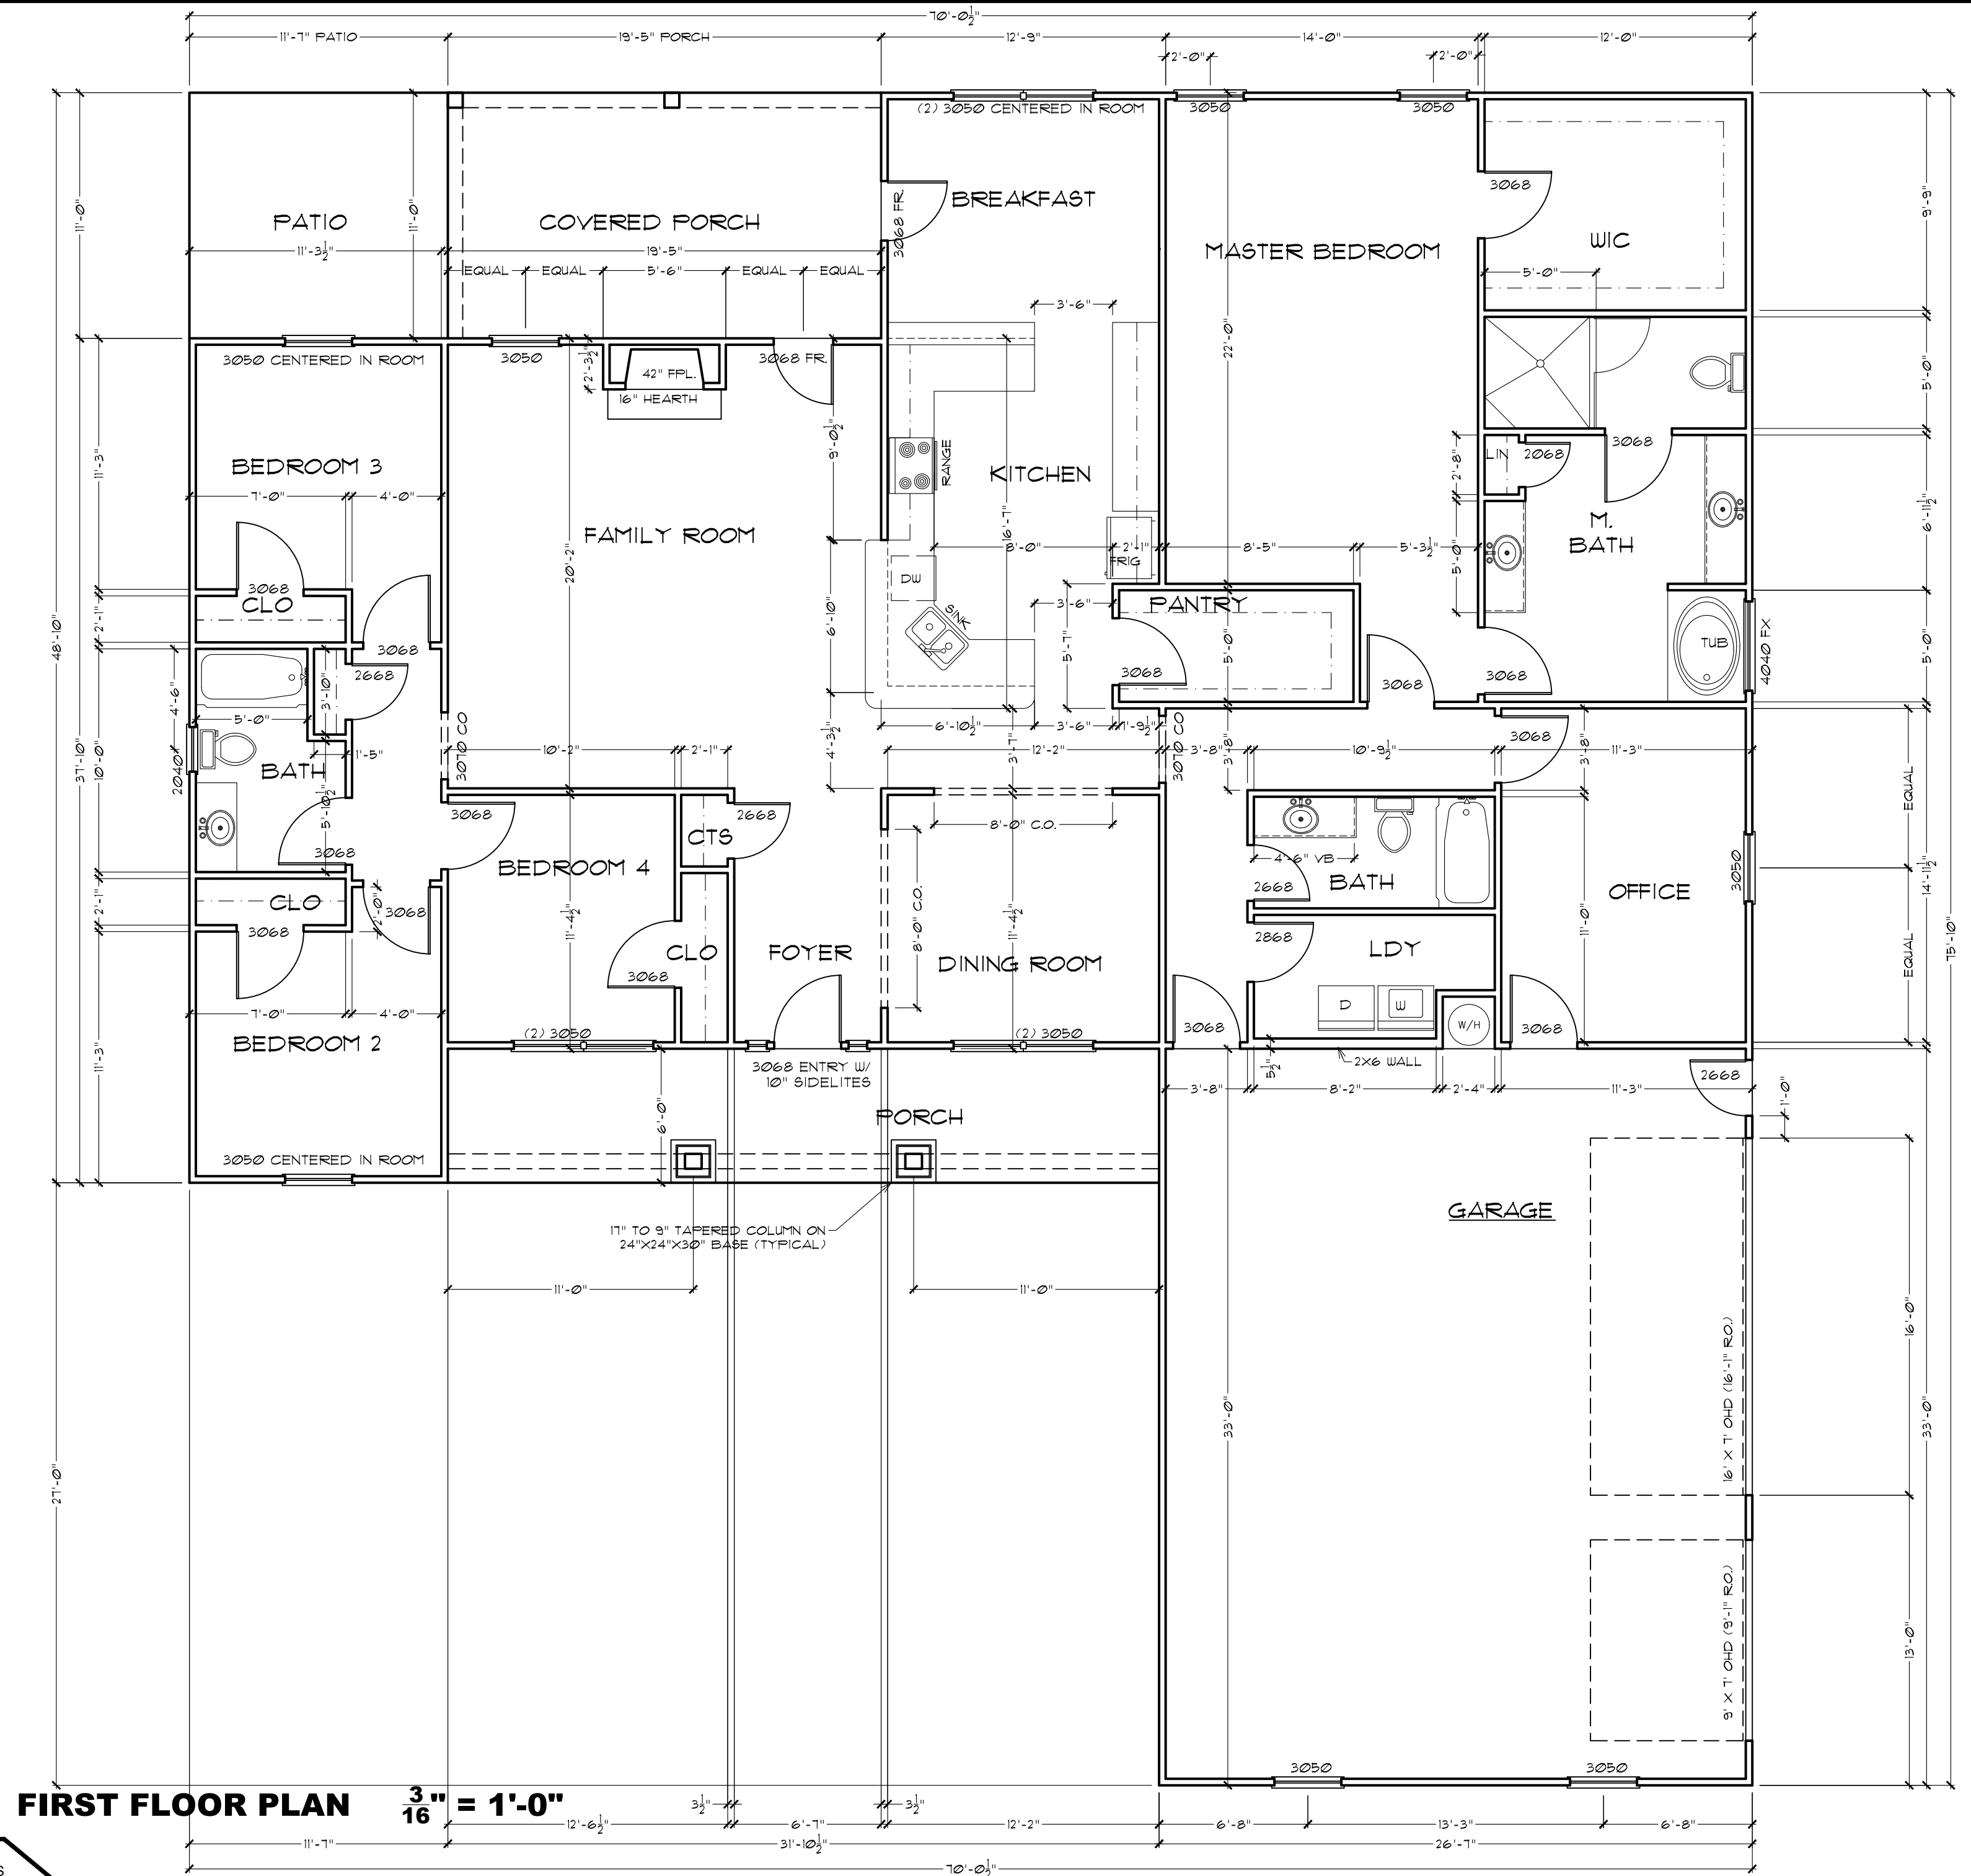 70'-0½"
11'-7" PATIO
19'-5" PORCH
12'-9"
14'-0"
12'-0"
2'-0"
2'-0"
(2) 3050 CENTERED IN ROOM
3050
3050
11'-0"
11'-0"
9'-9"
3068
3068 FR.
BREAKFAST
PATIO
COVERED PORCH
MASTER BEDROOM
WIC
11'-3½"
19'-5"
EQUAL
EQUAL
5'-6"
EQUAL
EQUAL
5'-0"
3'-6"
22'-0"
3050 CENTERED IN ROOM
3050
2'-3½"
42" FPL.
16" HEARTH
3068 FR.
5'-0"
9'-0½"
RANGE
3068
LIN
2068
2'-8"
11'-3"
BEDROOM 3
KITCHEN
7'-0"
4'-0"
6'-11½"
FAMILY ROOM
16'-7"
M.
BATH
20'-2"
8'-0"
2'-1"
8'-5"
5'-3½"
5'-0"
FRIG
DW
3068
CLO
2'-1"
SINK
3'-6"
PANTRY
6'-10"
5'-7"
5'-0"
TUB
4040 FX
5'-0"
48'-10"
3068
2668
3068
3068
3068
4'-6"
3'-10"
5'-0"
6'-10½"
3'-6"
1'-9½"
3070 CO
3070 CO
4'-3½"
3'-7"
3068
37'-10"
10'-0"
2040
BATH
1'-5"
10'-2"
2'-1"
12'-2"
3'-8"
3'-8"
10'-9½"
3'-8"
11'-3"
EQUAL
5'-10½"
3068
3068
CTS
2668
8'-0" C.O.
4'-6" VB
BEDROOM 4
2668
BATH
OFFICE
3050
14'-11½"
CLO
2'-1"
2'-0"
3068
3068
11'-4½"
8'-0" C.O.
11'-4½"
11'-0"
2868
LDY
CLO
FOYER
DINING ROOM
EQUAL
75'-10"
3068
7'-0"
4'-0"
D
W
W/H
BEDROOM 2
11'-3"
(2) 3050
(2) 3050
3068
3068
3068 ENTRY W/
10" SIDELITES
5½"
2X6 WALL
2668
3'-8"
8'-2"
2'-4"
11'-3"
1'-0"
6'-0"
PORCH
3050 CENTERED IN ROOM
GARAGE
17" TO 9" TAPERED COLUMN ON
24"X24"X30" BASE (TYPICAL)
11'-0"
11'-0"
16'-0"
16' X 7' OHD (16'-1" R.O.)
33'-0"
33'-0"
27'-0"
9' X 7' OHD (9'-1" R.O.)
13'-0"
3050
3050
FIRST FLOOR PLAN 3/16" = 1'-0"
3½"
3½"
12'-6½"
6'-7"
12'-2"
6'-8"
13'-3"
6'-8"
11'-7"
31'-10½"
26'-7"
70'-0½"
S